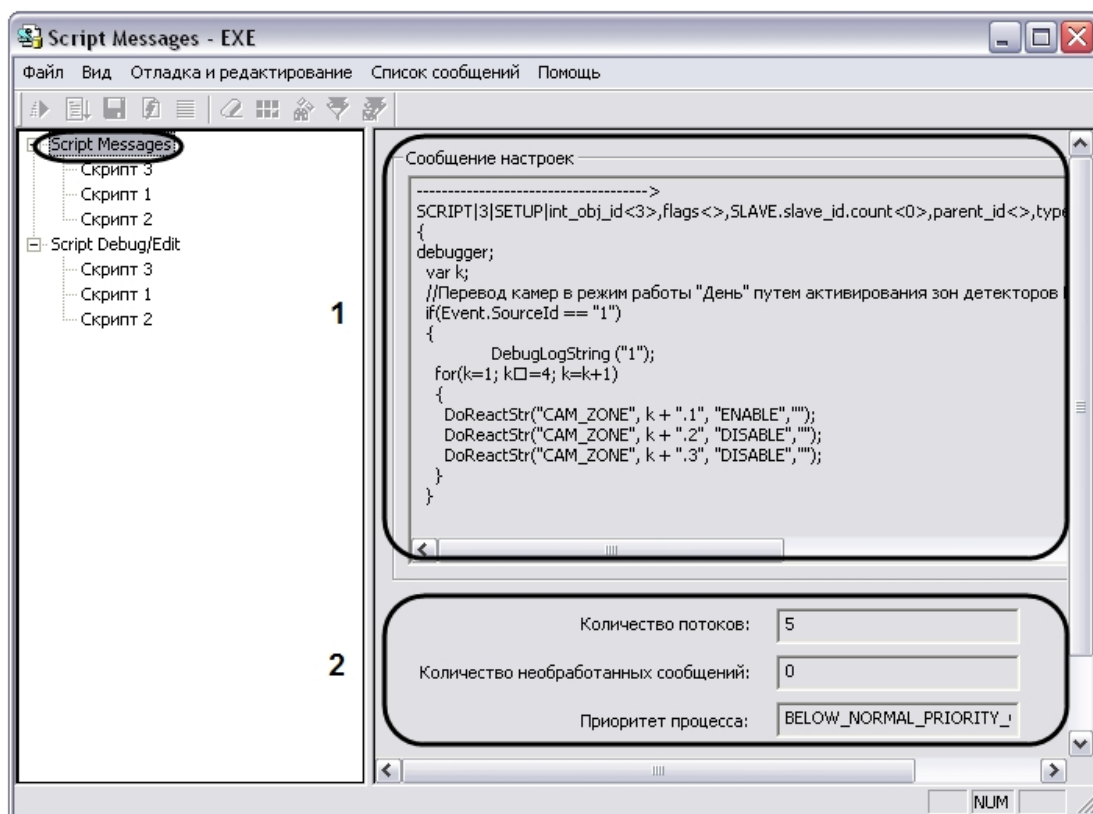 Script Messages - EXE
Файл Вид Отладка и редактирование Список сообщений Помощь
Script Messages
Скрипт 3
Скрипт 1
Скрипт 2
Script Debug/Edit
Скрипт 3
Скрипт 1
Скрипт 2
1
Сообщение настроек
------------------------------------->
SCRIPT|3|SETUP|int_obj_id<3>,flags<>,SLAVE.slave_id.count<0>,parent_id<>,type
{
debugger;
var k;
//Перевод камер в режим работы "День" путем активирования зон детекторов
if(Event.SourceId == "1")
{
DebugLogString ("1");
for(k=1; k□=4; k=k+1)
{
DoReactStr("CAM_ZONE", k + ".1", "ENABLE","");
DoReactStr("CAM_ZONE", k + ".2", "DISABLE","");
DoReactStr("CAM_ZONE", k + ".3", "DISABLE","");
}
}
2
Количество потоков: 5
Количество необработанных сообщений: 0
Приоритет процесса: BELOW_NORMAL_PRIORITY_
NUM